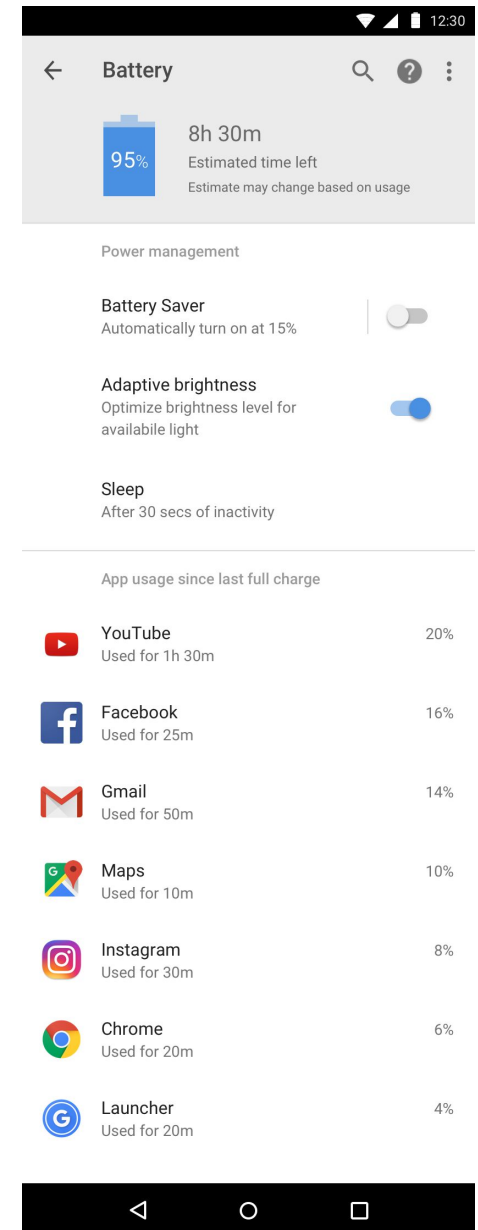 12:30
Battery
95%
8h 30m
Estimated time left
Estimate may change based on usage
Power management
Battery Saver
Automatically turn on at 15%
Adaptive brightness
Optimize brightness level for
availabile light
Sleep
After 30 secs of inactivity
App usage since last full charge
YouTube 20%
Used for 1h 30m
Facebook 16%
Used for 25m
Gmail 14%
Used for 50m
G
Maps 10%
Used for 10m
Instagram 8%
Used for 30m
Chrome 6%
Used for 20m
G
Launcher 4%
Used for 20m